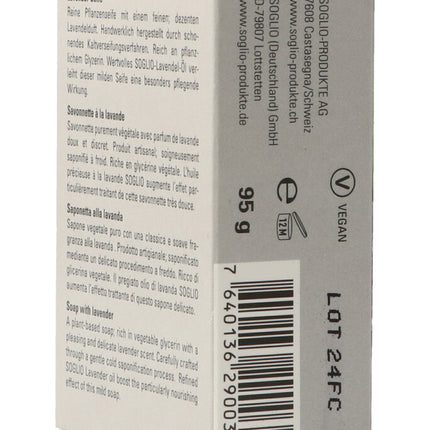 Reine Pflanzenseife mit einem feinen, dezenten
Lavendelduft. Handwerklich hergestellt durch scho-
nendes Kaltverseifungsverfahren. Reich an pflanz-
lichem Glyzerin. Wertvolles SOGLIO-Lavendel-Öl ver-
leiht dieser milden Seife eine besonders pflegende
Wirkung.
Savonnette à la lavande
Savonnette purement végétale avec parfum de lavande
doux et discret. Produit artisanal; soigneusement
saponifié à froid. Riche en glycérine végétale. L'huile
précieuse à la lavande SOGLIO augmente l'effet par-
ticulièrement traitant de cette savonnette très douce.
Saponetta alla lavanda
Sapone vegetale puro con una classica e soave fra-
granza alla lavanda. Prodotto artigianale; saponificato
mediante un delicato procedimento a freddo. Ricco di
glicerina vegetale. Il pregiato olio di lavanda SOGLIO
aumenta l'effetto trattante di questo sapone delicato.
Soap with lavender
A plant-based soap; rich in vegetable glycerin with a
pleasing and delicate lavender scent. Carefully crafted
through a gentle cold saponification process. Refined
SOGLIO Lavender oil boost the particularly nourishing
effect of this mild soap.
SOGLIO-PRODUKTE AG
7608 Castasegna/Schweiz
www.soglio-produkte.ch
SOGLIO (Deutschland) GmbH
D-79807 Lottstetten
www.soglio-produkte.de
V VEGAN
e 12M
95 g
LOT 24FC
7 640136 29003